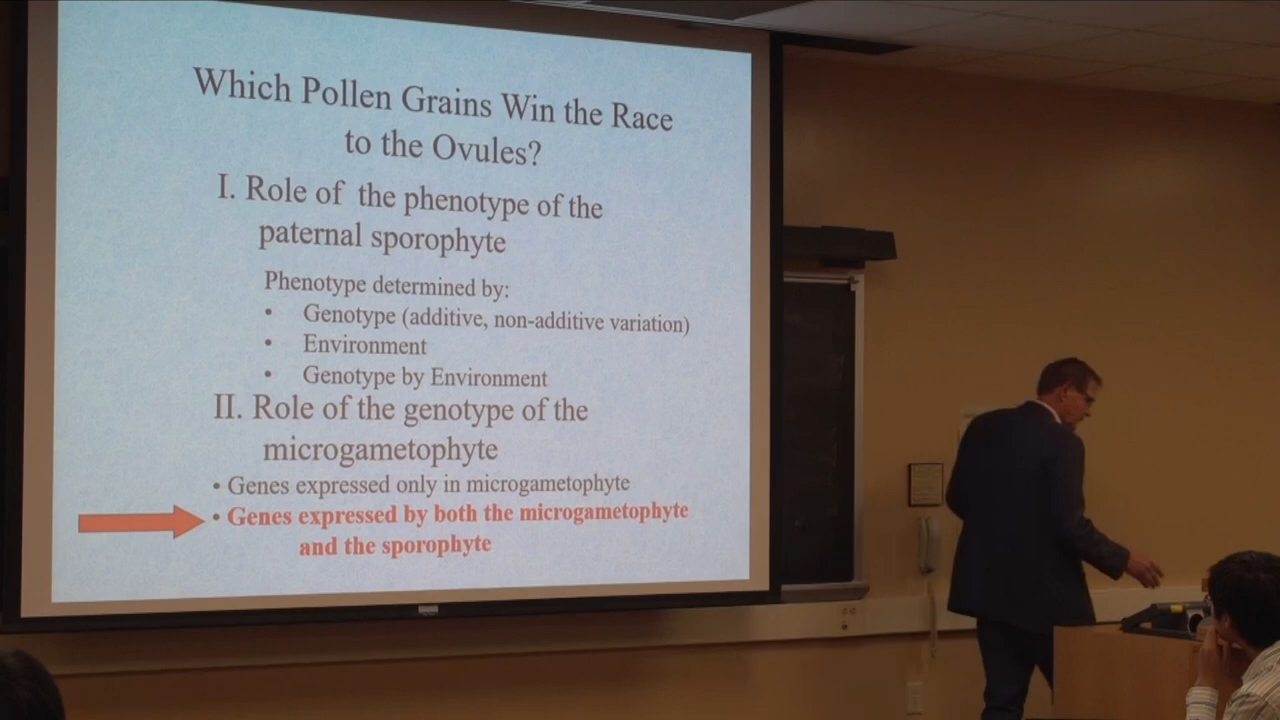 Which Pollen Grains Win the Race
to the Ovules?
I. Role of the phenotype of the
paternal sporophyte
Phenotype determined by:
• Genotype (additive, non-additive variation)
• Environment
• Genotype by Environment
II. Role of the genotype of the
microgametophyte
• Genes expressed only in microgametophyte
• Genes expressed by both the microgametophyte
and the sporophyte